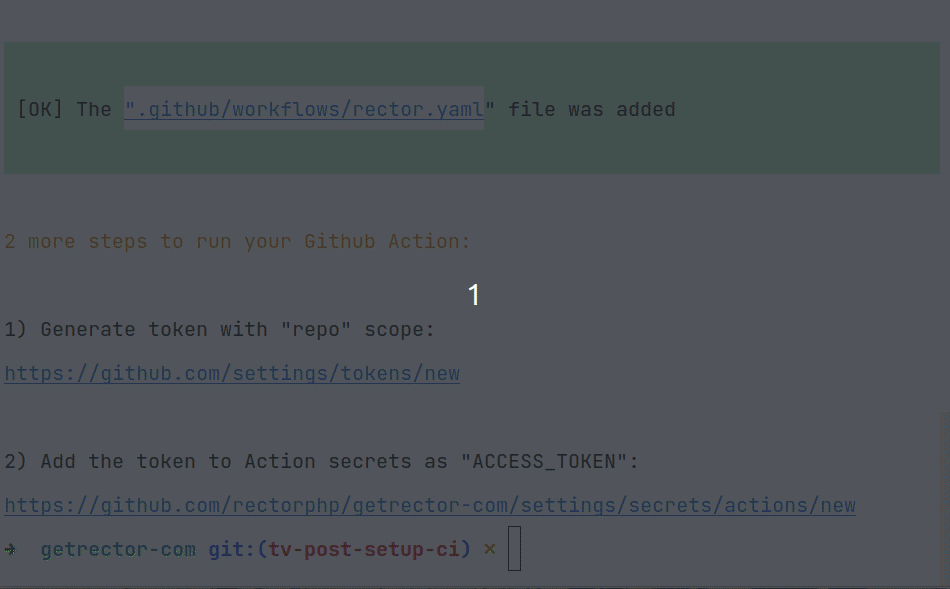 [OK] The ".github/workflows/rector.yaml" file was added
2 more steps to run your Github Action:
1
1) Generate token with "repo" scope:
https://github.com/settings/tokens/new
2) Add the token to Action secrets as "ACCESS_TOKEN":
https://github.com/rectorphp/getrector-com/settings/secrets/actions/new
➜ getrector-com git:(tv-post-setup-ci) ✗